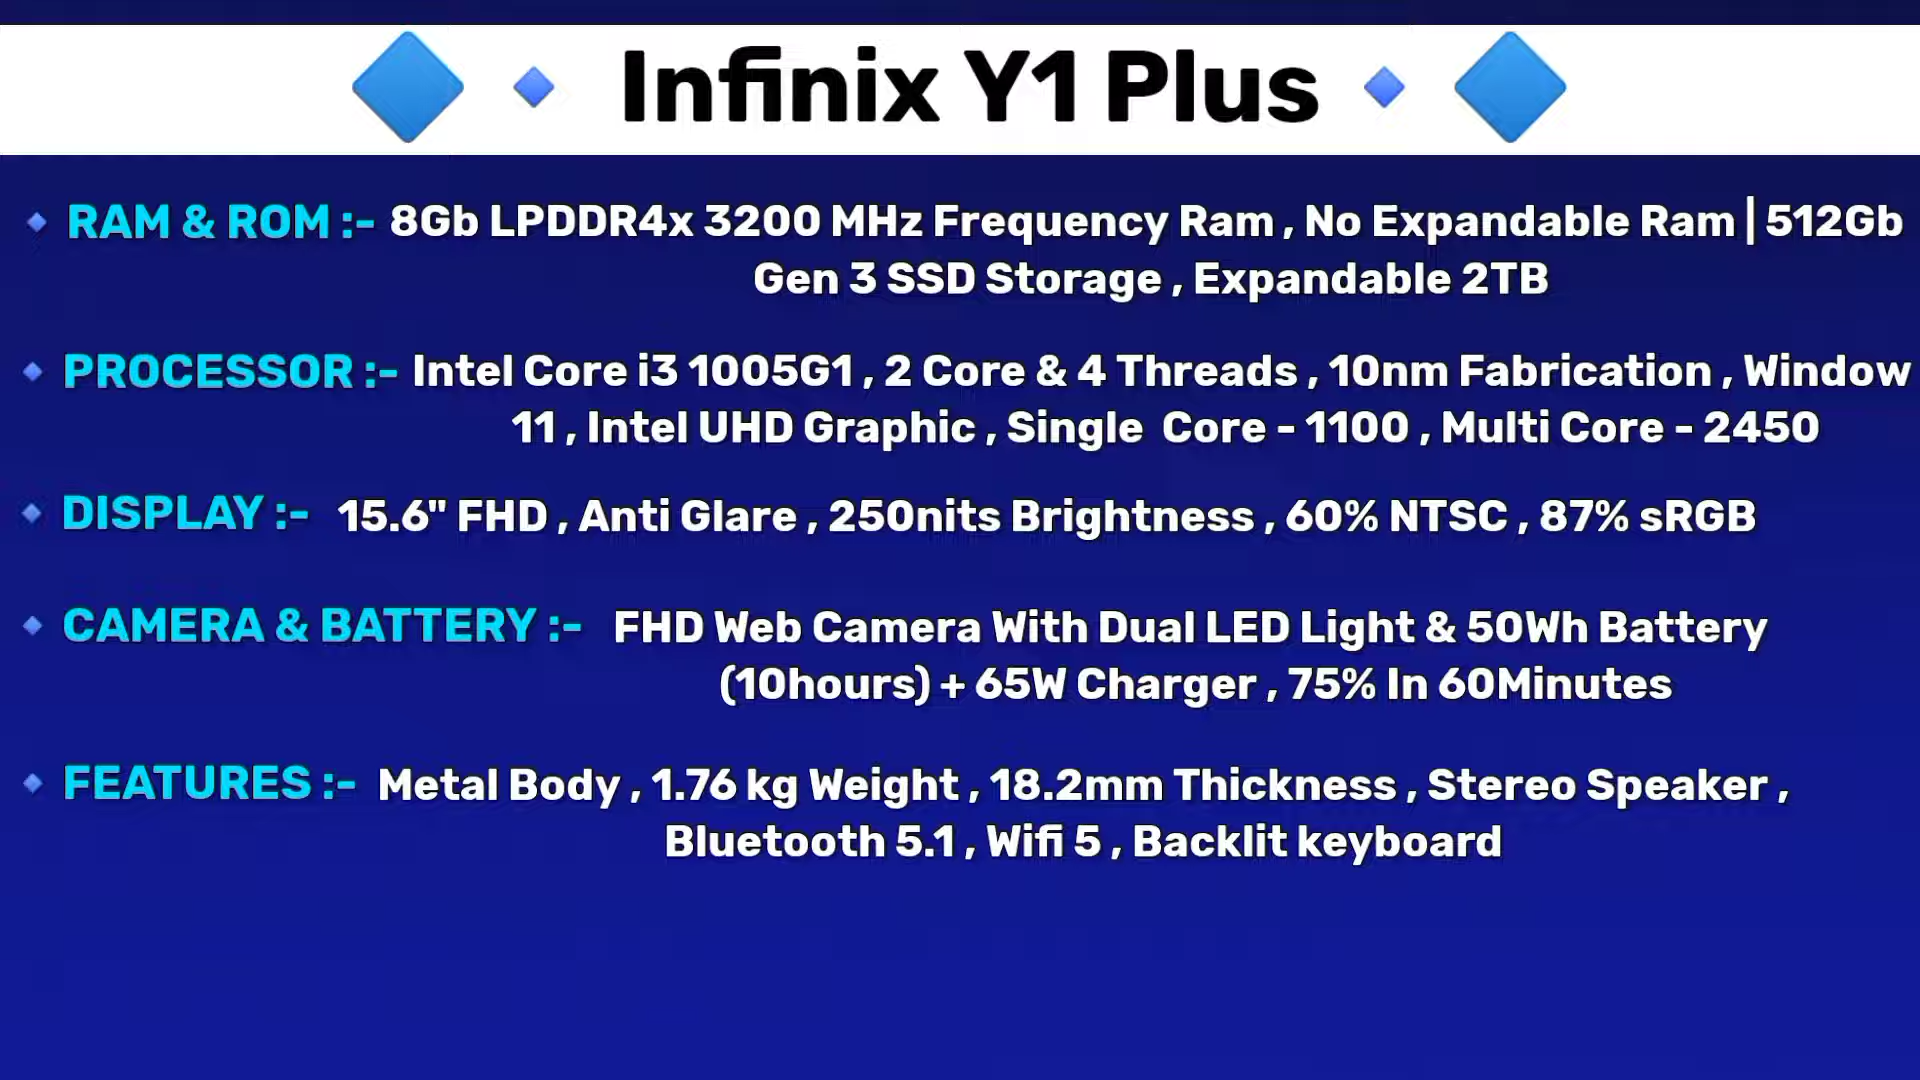 Infinix Y1 Plus
RAM & ROM :- 8Gb LPDDR4x 3200 MHz Frequency Ram , No Expandable Ram | 512Gb
Gen 3 SSD Storage , Expandable 2TB
PROCESSOR :- Intel Core i3 1005G1 , 2 Core & 4 Threads , 10nm Fabrication , Window
11 , Intel UHD Graphic , Single Core - 1100 , Multi Core - 2450
DISPLAY :- 15.6" FHD , Anti Glare , 250nits Brightness , 60% NTSC , 87% sRGB
CAMERA & BATTERY :- FHD Web Camera With Dual LED Light & 50Wh Battery
(10hours) + 65W Charger , 75% In 60Minutes
FEATURES :- Metal Body , 1.76 kg Weight , 18.2mm Thickness , Stereo Speaker ,
Bluetooth 5.1 , Wifi 5 , Backlit keyboard